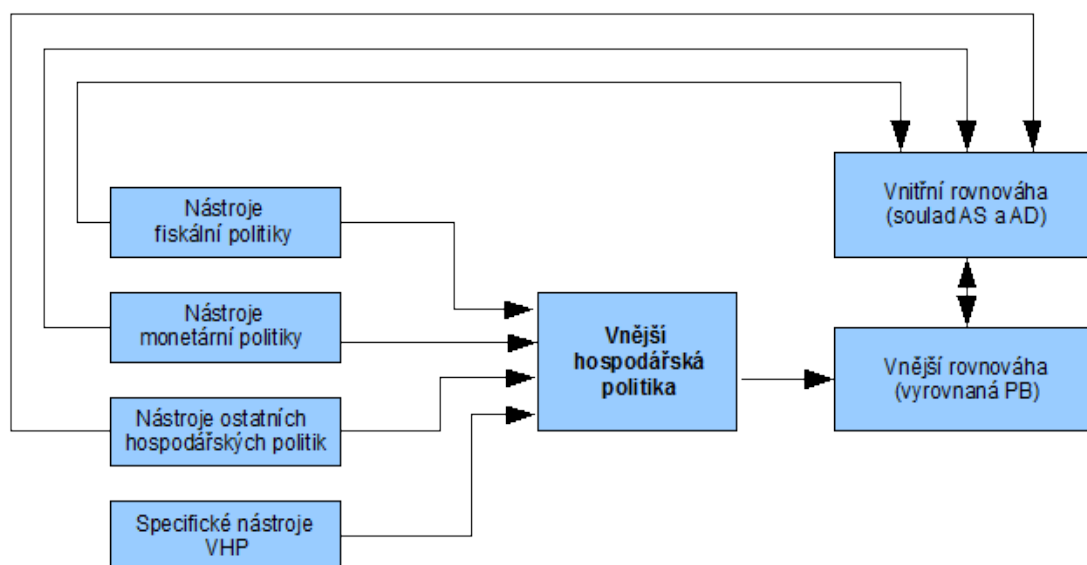 Nástroje
fiskální politiky
Nástroje
monetární politiky
Nástroje ostatních
hospodářských politik
Specifické nástroje
VHP
Vnější
hospodářská
politika
Vnitřní rovnováha
(soulad AS a AD)
Vnější rovnováha
(vyrovnaná PB)